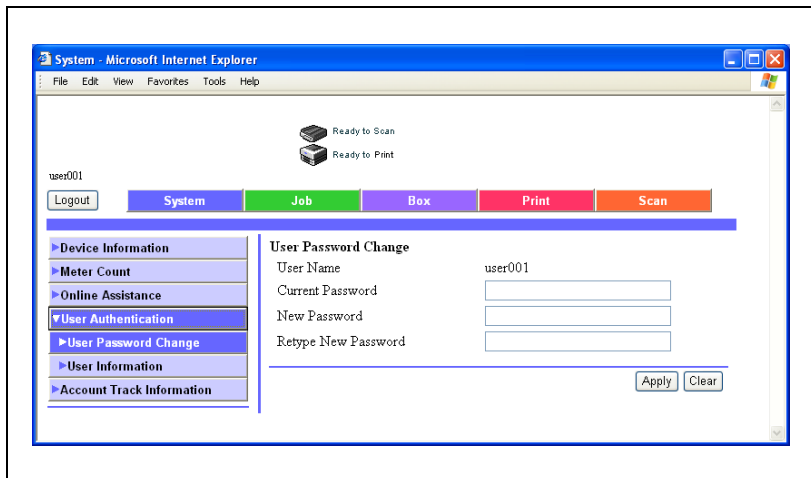 System - Microsoft Internet Explorer
File Edit View Favorites Tools Help
Ready to Scan
Ready to Print
user001
Logout System Job Box Print Scan
Device Information
Meter Count
Online Assistance
User Authentication
User Password Change
User Information
Account Track Information
User Password Change
User Name user001
Current Password
New Password
Retype New Password
Apply Clear